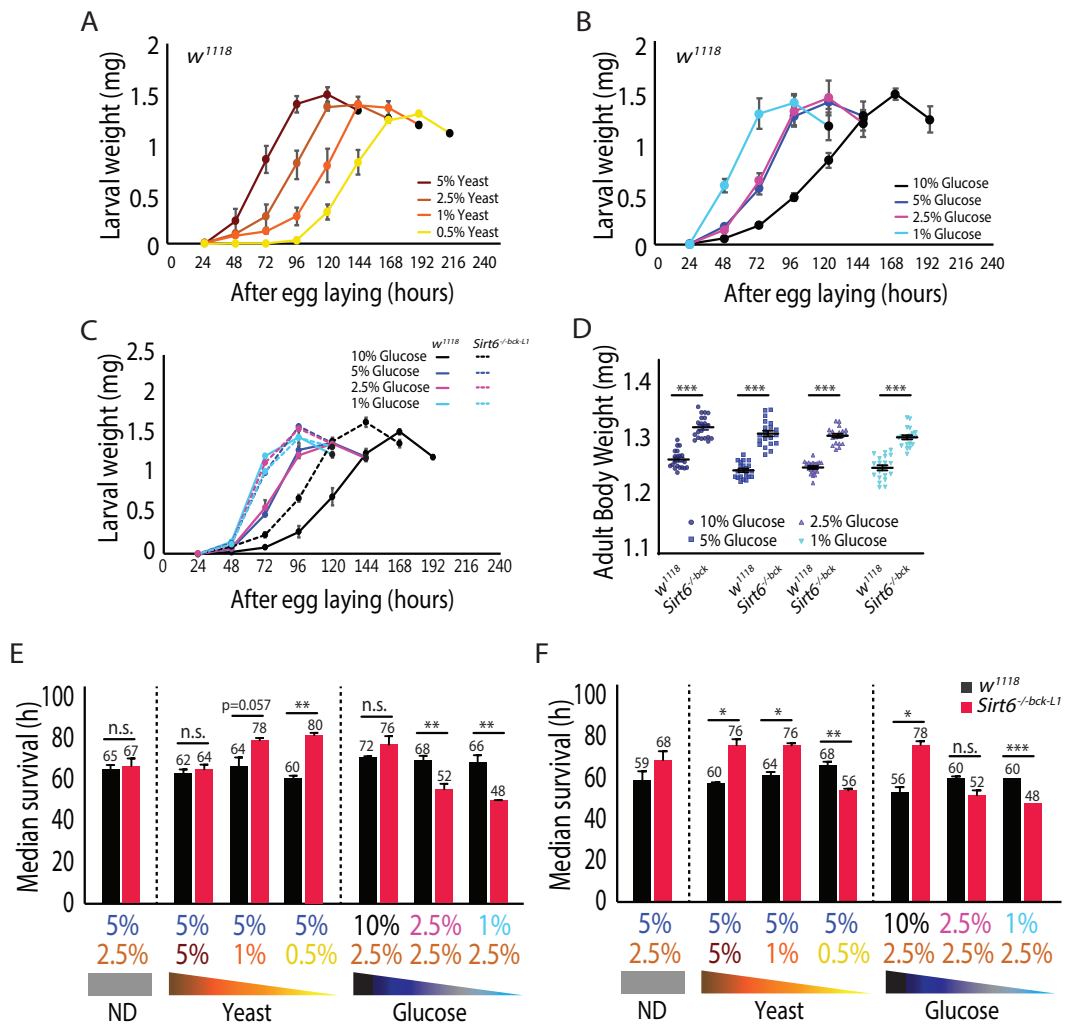 A
w1118
Larval weight (mg)
2
1.5
1
0.5
0
0 24 48 72 96 120 144 168 192 216 240
After egg laying (hours)
5% Yeast
2.5% Yeast
1% Yeast
0.5% Yeast
B
w1118
Larval weight (mg)
2
1.5
1
0.5
0
0 24 48 72 96 120 144 168 192 216 240
After egg laying (hours)
10% Glucose
5% Glucose
2.5% Glucose
1% Glucose
C
Larval weight (mg)
2.5
2
1.5
1
0.5
0
0 24 48 72 96 120 144 168 192 216 240
After egg laying (hours)
w1118 Sirt6-/-bck-L1
10% Glucose
5% Glucose
2.5% Glucose
1% Glucose
D
Adult Body Weight (mg)
1.4
1.3
1.2
1.1
*** *** *** ***
10% Glucose 2.5% Glucose
5% Glucose 1% Glucose
w1118 Sirt6-/-bck w1118 Sirt6-/-bck w1118 Sirt6-/-bck w1118 Sirt6-/-bck
E
Median survival (h)
100
80
60
40
20
0
n.s. n.s. p=0.057 ** n.s. ** **
65 67 62 64 64 78 60 80 72 76 68 52 66 48
5% 5% 5% 5% 10% 2.5% 1%
2.5% 5% 1% 0.5% 2.5% 2.5% 2.5%
ND Yeast Glucose
F
w1118
Sirt6-/-bck-L1
Median survival (h)
100
80
60
40
20
0
* * ** * n.s. ***
59 68 60 76 64 76 68 56 56 78 60 52 60 48
5% 5% 5% 5% 10% 2.5% 1%
2.5% 5% 1% 0.5% 2.5% 2.5% 2.5%
ND Yeast Glucose